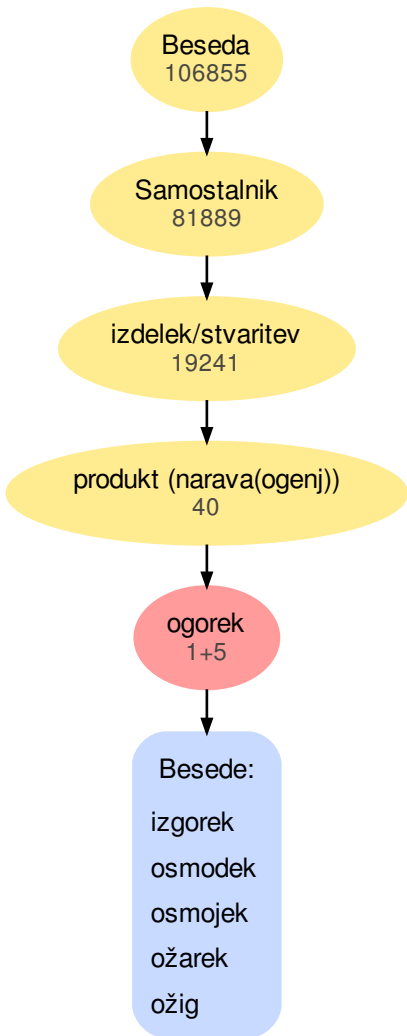 Beseda
106855
Samostalnik
81889
izdelek/stvaritev
19241
produkt (narava(ogenj))
40
ogorek
1+5
Besede:
izgorek
osmodek
osmojek
ožarek
ožig